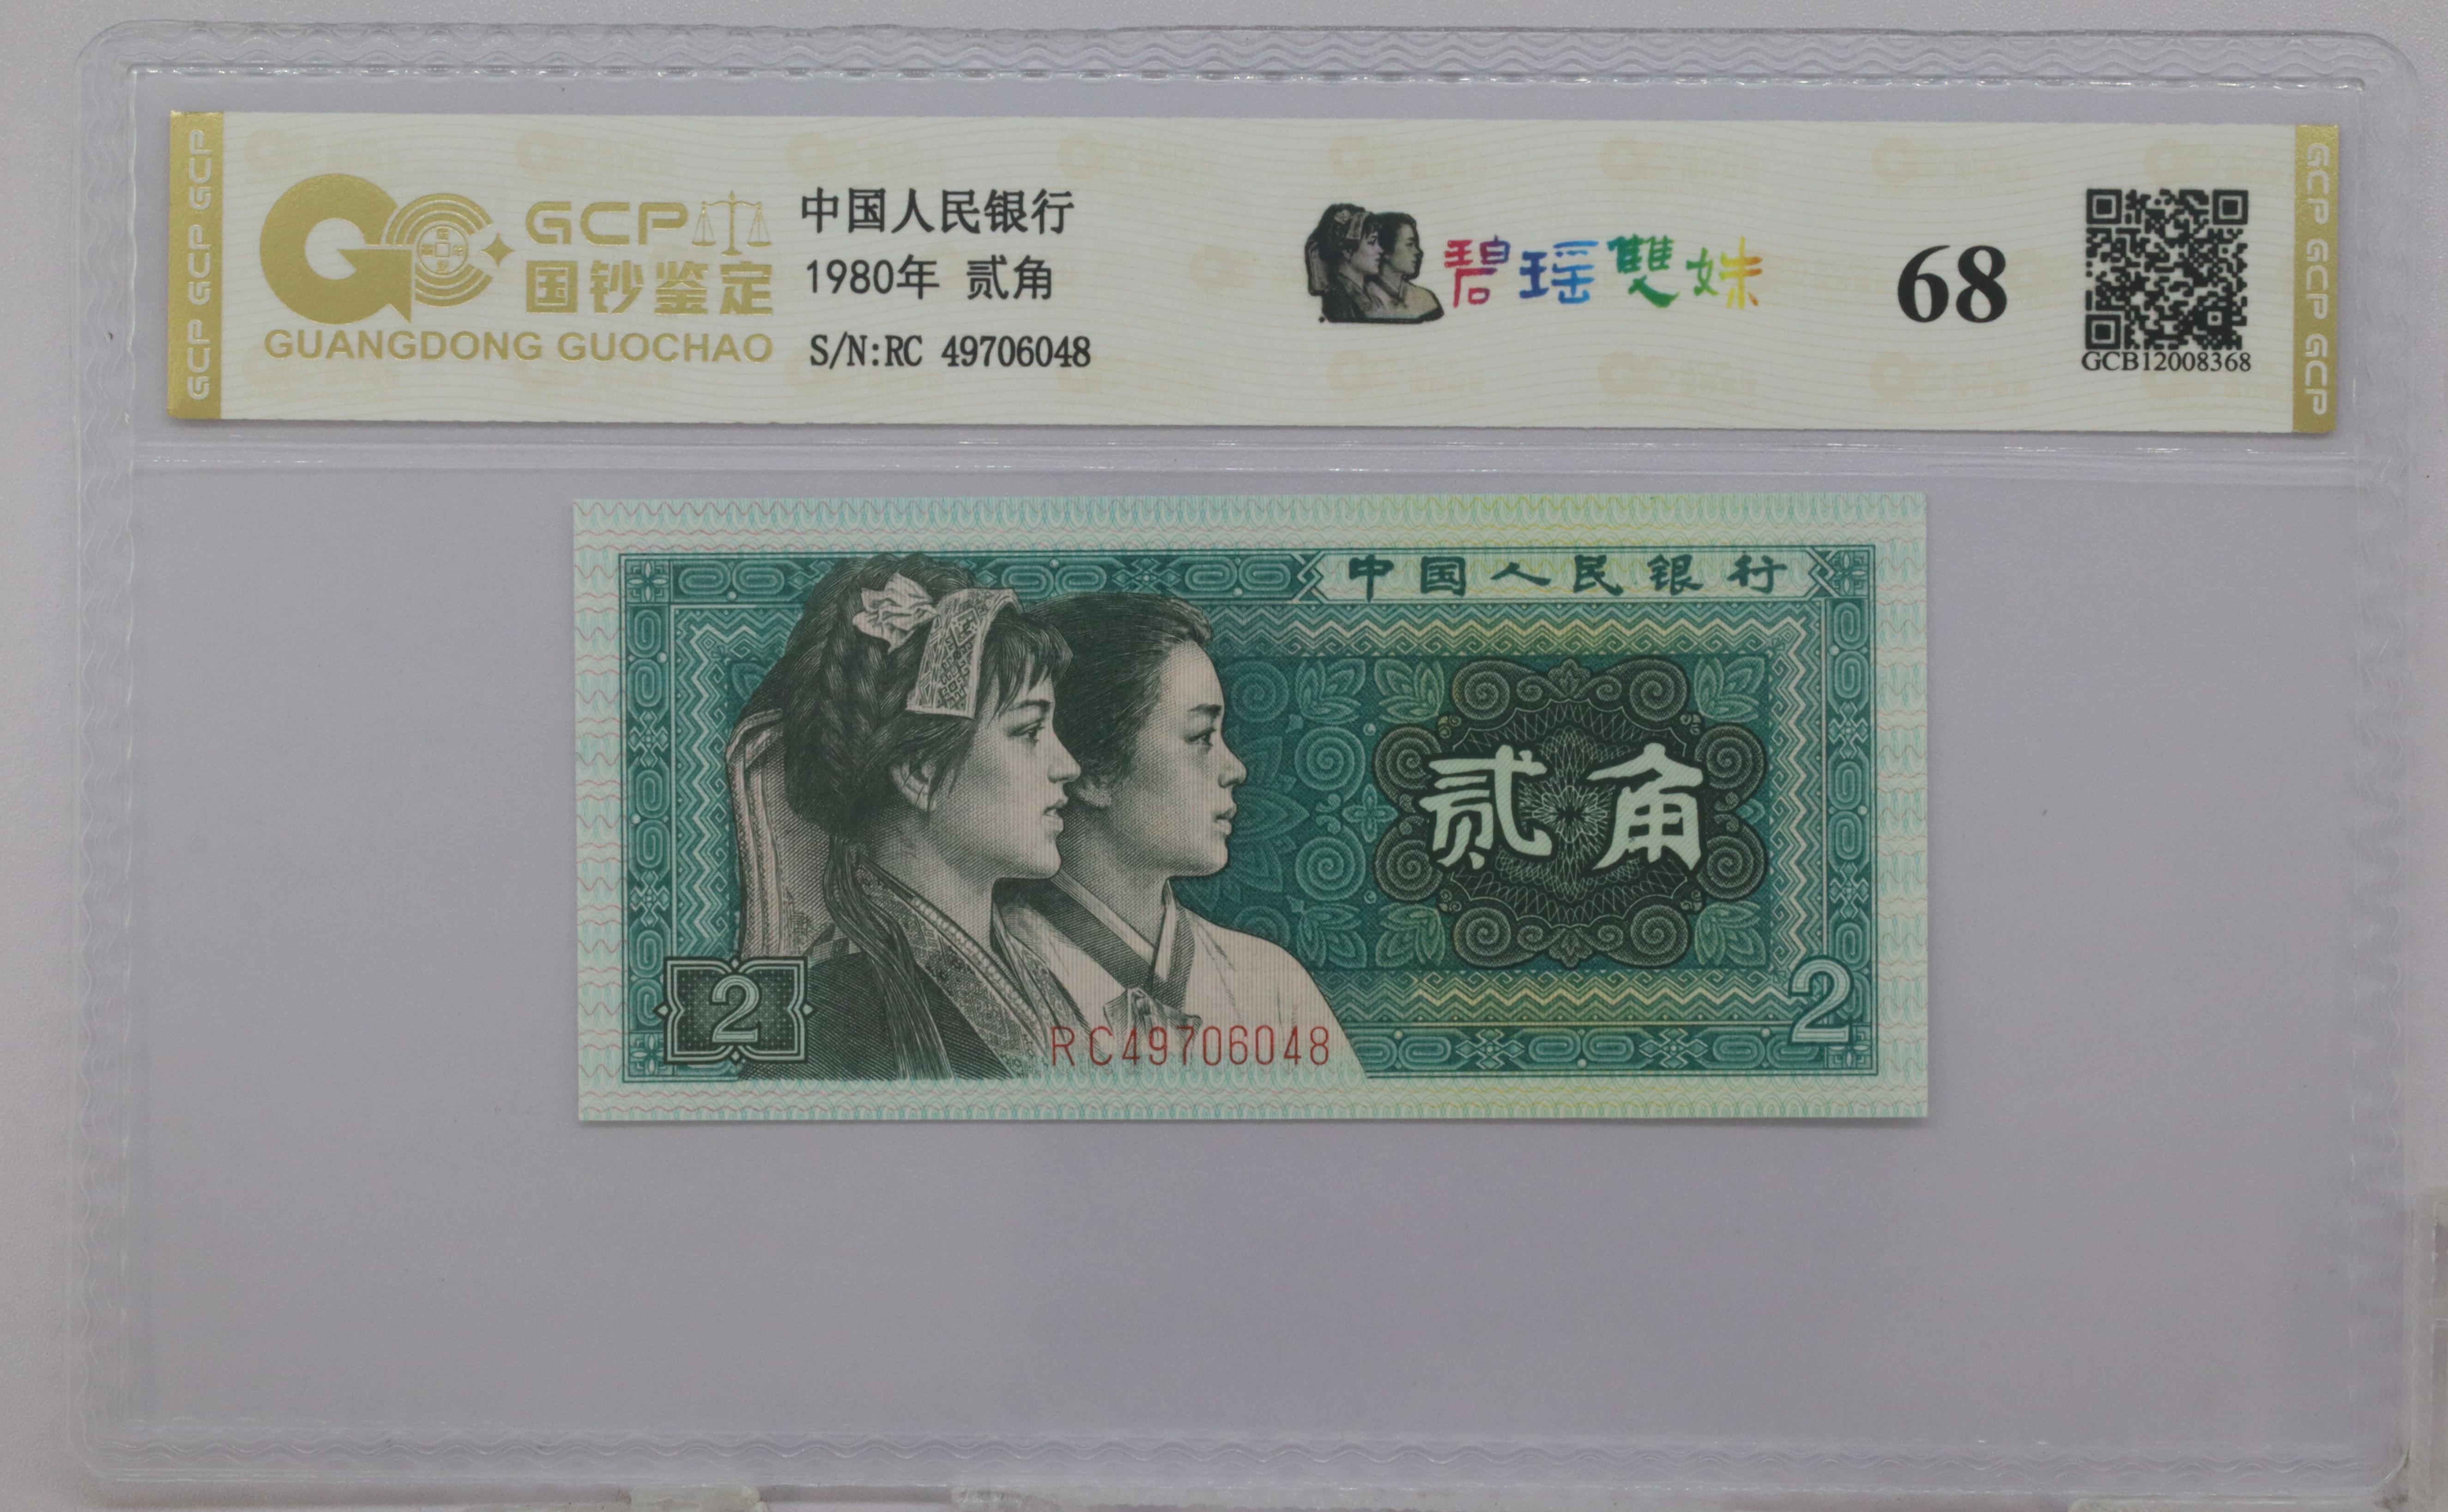 GCP GCP GCP
GCP
国钞鉴定
GUANGDONG GUOCHAO
中国人民银行
1980年 贰角
S/N:RC 49706048
碧瑶雙妹
68
GCB12008368
GCP GCP GCP
中国人民银行
贰角
2
2
RC49706048